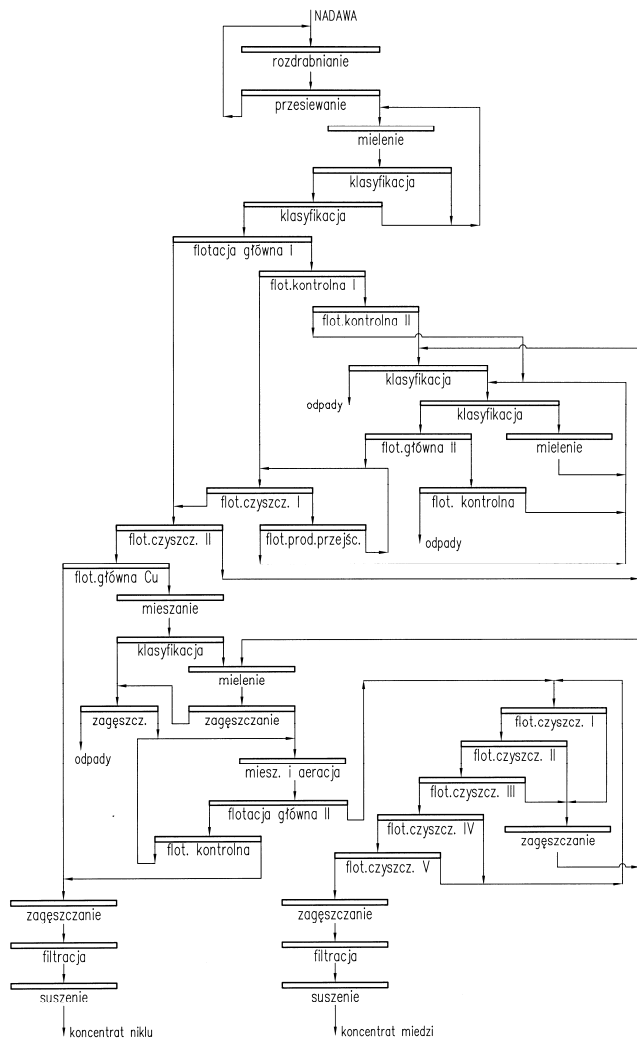 NADAWA
rozdrabnianie
przesiewanie
mielenie
klasyfikacja
klasyfikacja
flotacja główna I
flot.kontrolna I
flot.kontrolna II
klasyfikacja
odpady
klasyfikacja
flot.główna II
mielenie
flot.czyszcz. I
flot. kontrolna
flot.czyszcz. II
flot.prod.przejśc.
odpady
flot.główna Cu
mieszanie
klasyfikacja
mielenie
zagęszcz.
zagęszczanie
flot.czyszcz. I
odpady
flot.czyszcz. II
miesz. i aeracja
flot.czyszcz. III
flotacja główna II
flot.czyszcz. IV
zagęszczanie
flot. kontrolna
flot.czyszcz. V
zagęszczanie
zagęszczanie
filtracja
filtracja
suszenie
suszenie
koncentrat niklu
koncentrat miedzi